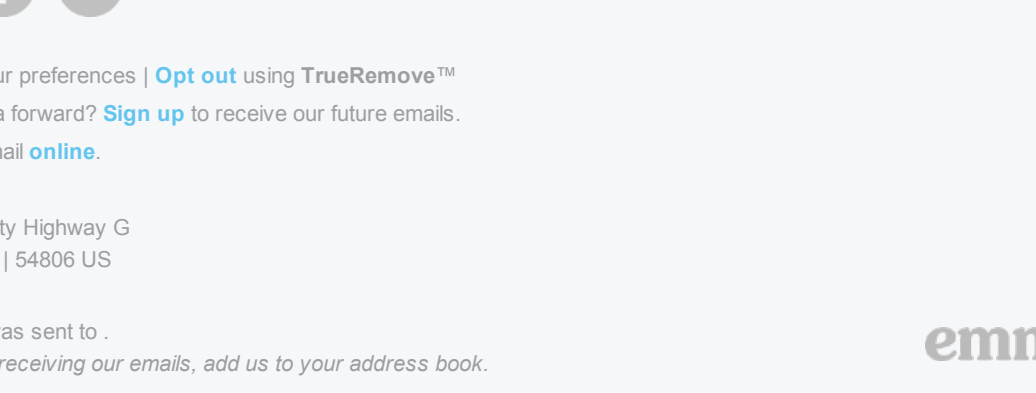 ur preferences | Opt out using TrueRemove™
a forward? Sign up to receive our future emails.
nail online.
ty Highway G
| 54806 US
as sent to .
receiving our emails, add us to your address book.
emm